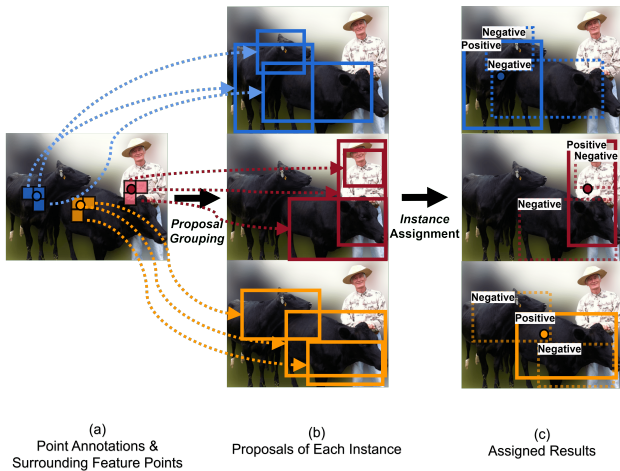 Negative
Positive
Negative
Proposal
Grouping
Instance
Assignment
Positive
Negative
Negative
Negative
Positive
Negative
(a)
Point Annotations &
Surrounding Feature Points
(b)
Proposals of Each Instance
(c)
Assigned Results